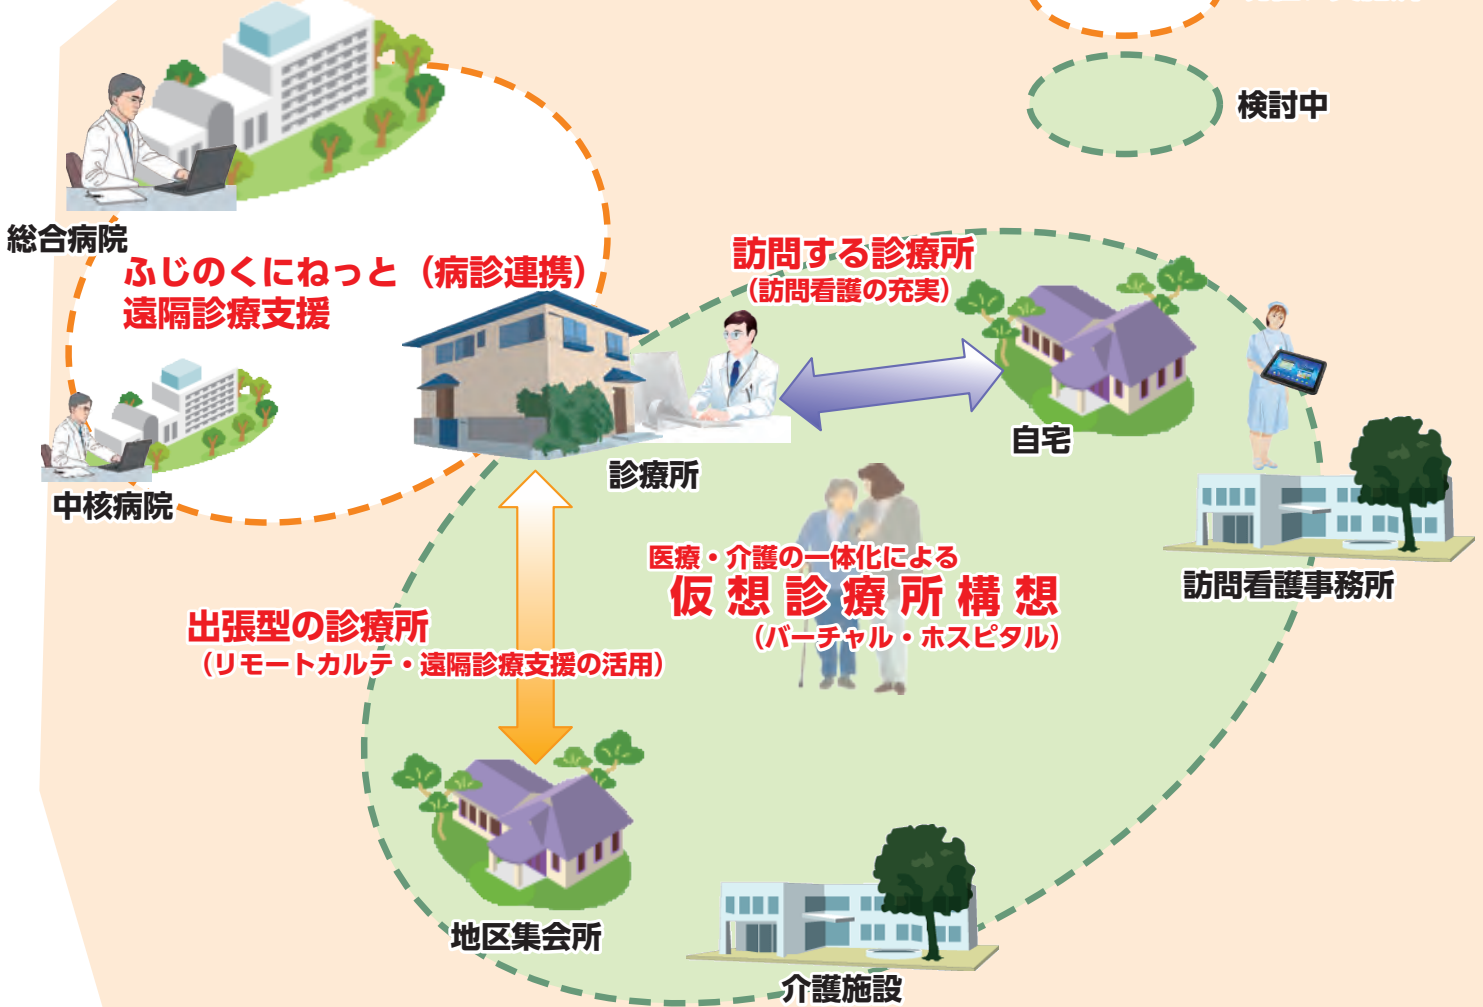 検討中
総合病院
ふじのくにねっと（病診連携）
遠隔診療支援
訪問する診療所
（訪問看護の充実）
自宅
診療所
中核病院
医療・介護の一体化による
仮想診療所構想
（バーチャル・ホスピタル）
訪問看護事務所
出張型の診療所
（リモートカルテ・遠隔診療支援の活用）
地区集会所
介護施設